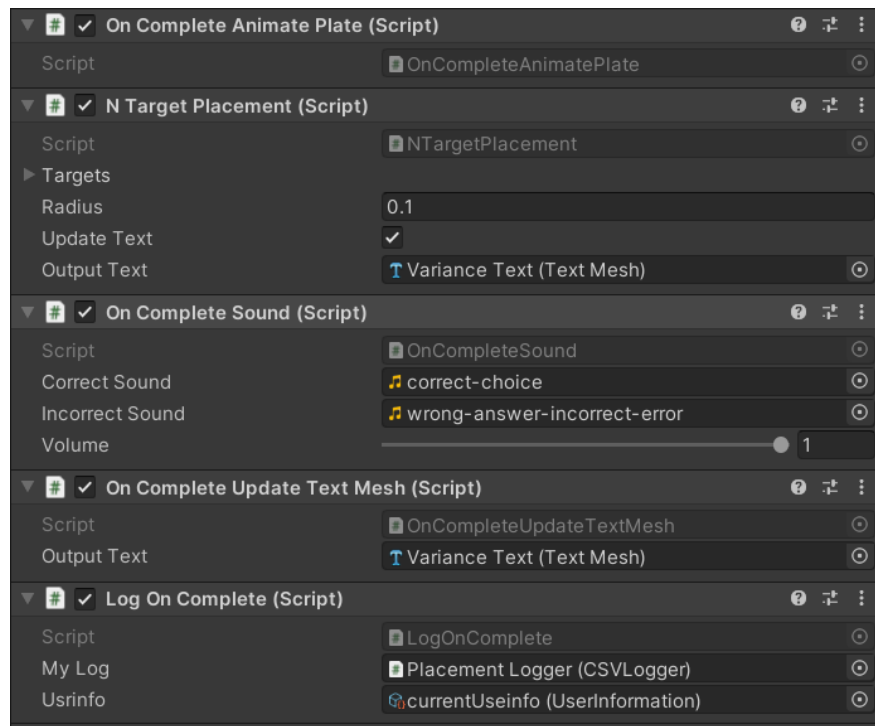 On Complete Animate Plate (Script)
Script OnCompleteAnimatePlate
N Target Placement (Script)
Script NTargetPlacement
Targets
Radius 0.1
Update Text
Output Text Variance Text (Text Mesh)
On Complete Sound (Script)
Script OnCompleteSound
Correct Sound correct-choice
Incorrect Sound wrong-answer-incorrect-error
Volume 1
On Complete Update Text Mesh (Script)
Script OnCompleteUpdateTextMesh
Output Text Variance Text (Text Mesh)
Log On Complete (Script)
Script LogOnComplete
My Log Placement Logger (CSVLogger)
Usrinfo currentUseinfo (UserInformation)